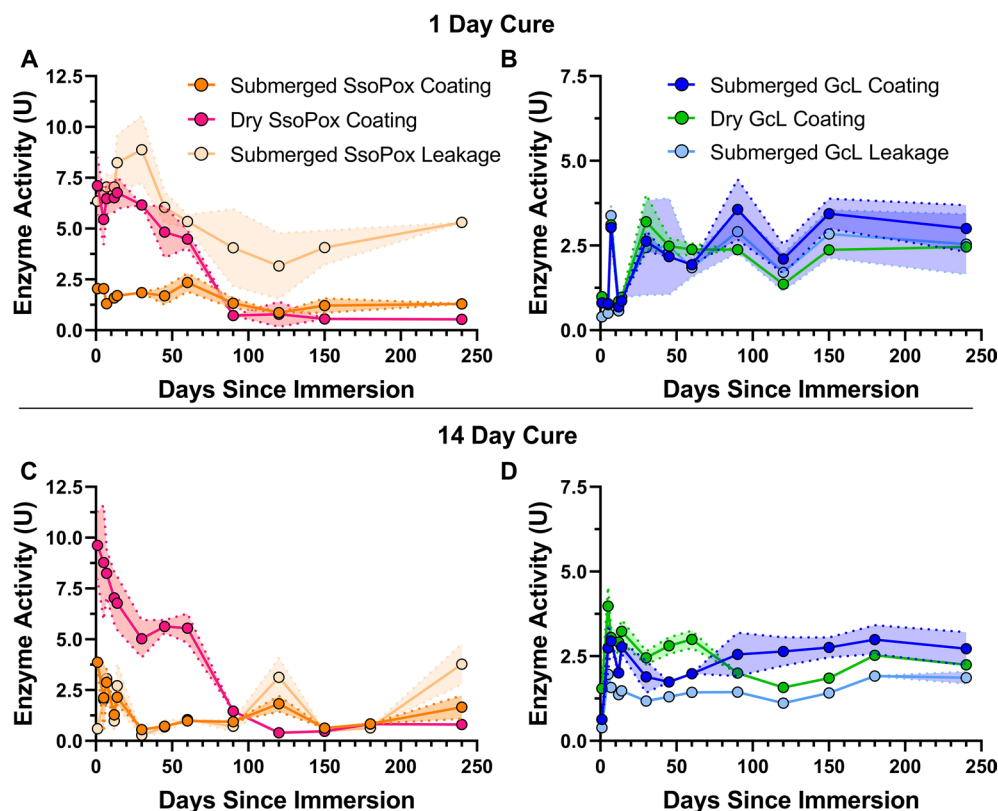 1 Day Cure
A
B
12.5
10.0
7.5
5.0
2.5
0.0
Enzyme Activity (U)
Submerged SsoPox Coating
Dry SsoPox Coating
Submerged SsoPox Leakage
0 50 100 150 200 250
Days Since Immersion
7.5
5.0
2.5
0.0
Enzyme Activity (U)
Submerged GcL Coating
Dry GcL Coating
Submerged GcL Leakage
0 50 100 150 200 250
Days Since Immersion
14 Day Cure
C
D
12.5
10.0
7.5
5.0
2.5
0.0
Enzyme Activity (U)
0 50 100 150 200 250
Days Since Immersion
7.5
5.0
2.5
0.0
Enzyme Activity (U)
0 50 100 150 200 250
Days Since Immersion